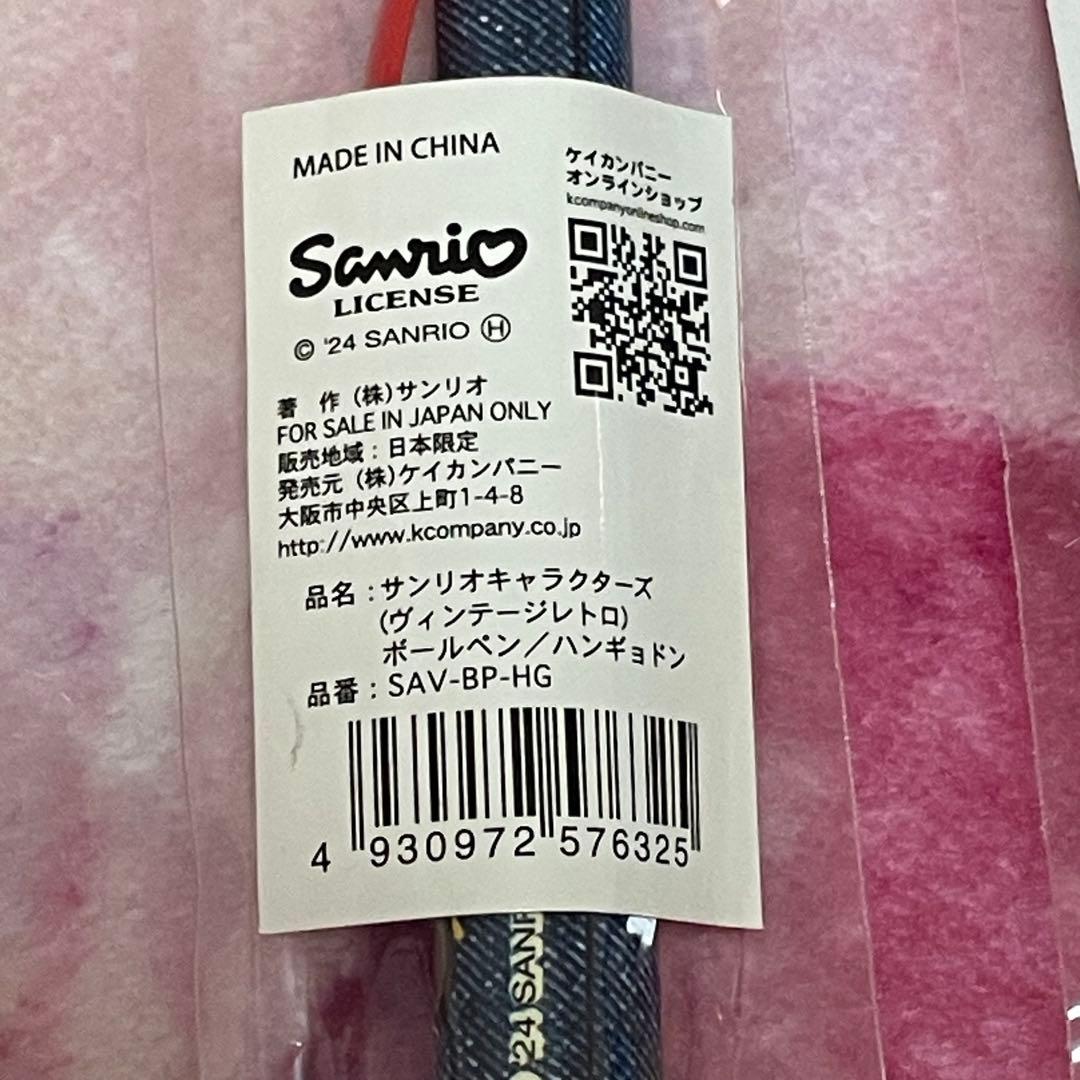 MADE IN CHINA
ケイカンパニー
オンラインショップ
kcompanyonlineshop.com
Sanrio
LICENSE
© '24 SANRIO Ⓗ
著 作 (株)サンリオ
FOR SALE IN JAPAN ONLY
販売地域：日本限定
発売元 (株)ケイカンパニー
大阪市中央区上町1-4-8
http://www.kcompany.co.jp
品名：サンリオキャラクターズ
(ヴィンテージレトロ)
ボールペン／ハンギョドン
品番：SAV-BP-HG
4 930972 576325
'24 SANR